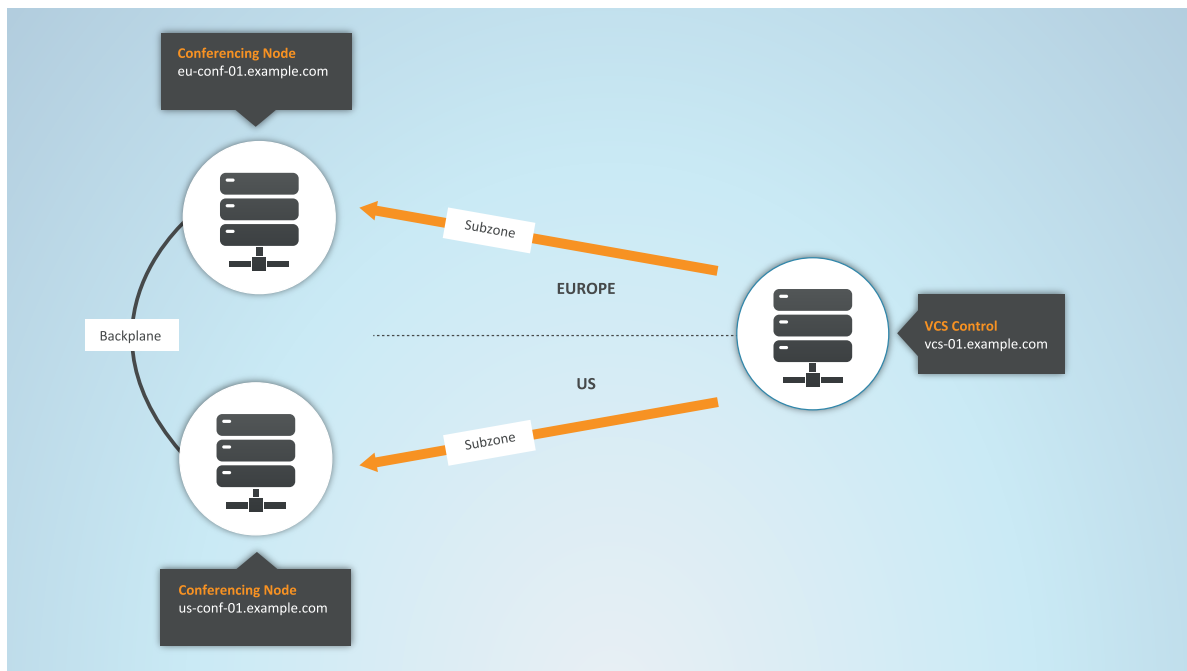 Conferencing Node
eu-conf-01.example.com
Subzone
EUROPE
VCS Control
vcs-01.example.com
Backplane
US
Subzone
Conferencing Node
us-conf-01.example.com